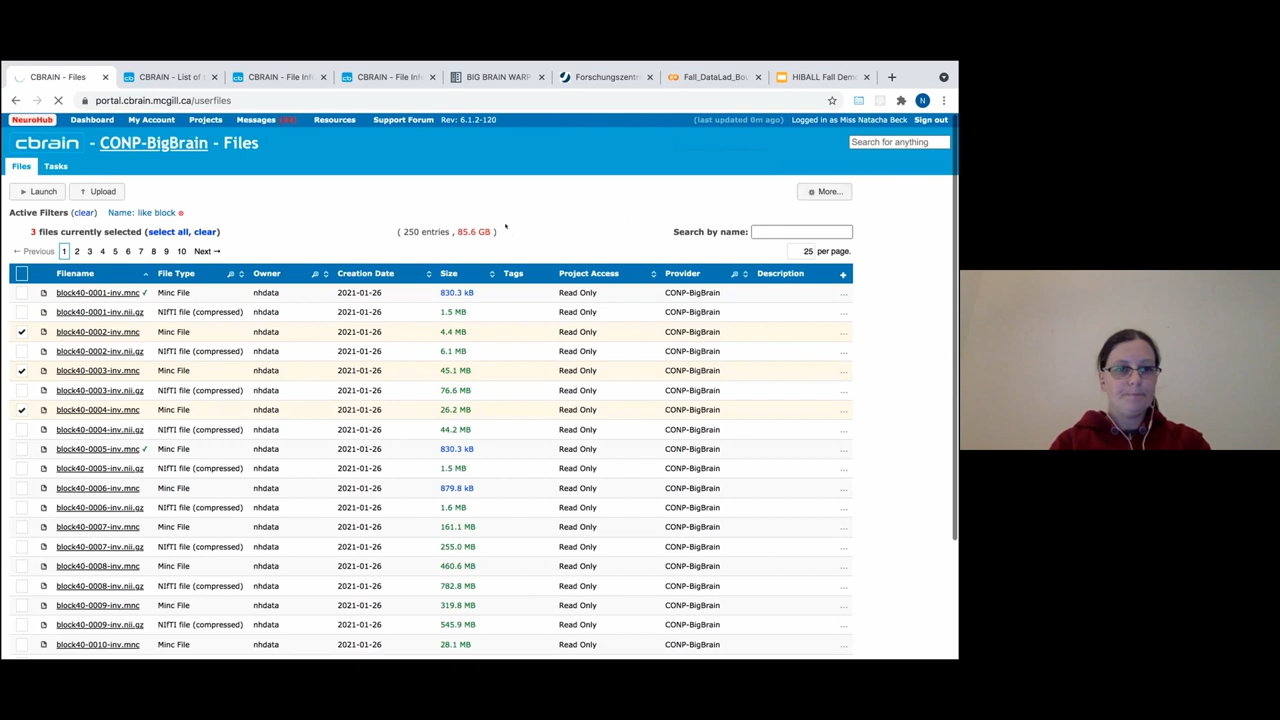 CBRAIN - Files CBRAIN - List of CBRAIN - File Inf CBRAIN - File Inf BIG BRAIN WARP Forschungszentr Fall_DataLad_Bou HIBALL Fall Dem
portal.cbrain.mcgill.ca/userfiles N
NeuroHub Dashboard My Account Projects Messages Resources Support Forum Rev: 6.1.2-120 (last updated 0m ago) Logged in as Miss Natacha Beck Sign out
cbrain - CONP-BigBrain - Files Search for anything
Files Tasks
Launch Upload More...
Active Filters (clear) Name: like block
3 files currently selected (select all, clear) ( 250 entries , 85.6 GB ) Search by name:
← Previous 1 2 3 4 5 6 7 8 9 10 Next → 25 per page.
Filename File Type Owner Creation Date Size Tags Project Access Provider Description +
block40-0001-inv.mnc ✓ Minc File nhdata 2021-01-26 830.3 kB Read Only CONP-BigBrain ...
block40-0001-inv.nii.gz NIfTI file (compressed) nhdata 2021-01-26 1.5 MB Read Only CONP-BigBrain ...
block40-0002-inv.mnc Minc File nhdata 2021-01-26 4.4 MB Read Only CONP-BigBrain ...
block40-0002-inv.nii.gz NIfTI file (compressed) nhdata 2021-01-26 6.1 MB Read Only CONP-BigBrain ...
block40-0003-inv.mnc Minc File nhdata 2021-01-26 45.1 MB Read Only CONP-BigBrain ...
block40-0003-inv.nii.gz NIfTI file (compressed) nhdata 2021-01-26 76.6 MB Read Only CONP-BigBrain ...
block40-0004-inv.mnc Minc File nhdata 2021-01-26 26.2 MB Read Only CONP-BigBrain ...
block40-0004-inv.nii.gz NIfTI file (compressed) nhdata 2021-01-26 44.2 MB Read Only CONP-BigBrain ...
block40-0005-inv.mnc ✓ Minc File nhdata 2021-01-26 830.3 kB Read Only CONP-BigBrain ...
block40-0005-inv.nii.gz NIfTI file (compressed) nhdata 2021-01-26 1.5 MB Read Only CONP-BigBrain ...
block40-0006-inv.mnc Minc File nhdata 2021-01-26 879.8 kB Read Only CONP-BigBrain ...
block40-0006-inv.nii.gz NIfTI file (compressed) nhdata 2021-01-26 1.6 MB Read Only CONP-BigBrain ...
block40-0007-inv.mnc Minc File nhdata 2021-01-26 161.1 MB Read Only CONP-BigBrain ...
block40-0007-inv.nii.gz NIfTI file (compressed) nhdata 2021-01-26 255.0 MB Read Only CONP-BigBrain ...
block40-0008-inv.mnc Minc File nhdata 2021-01-26 460.6 MB Read Only CONP-BigBrain ...
block40-0008-inv.nii.gz NIfTI file (compressed) nhdata 2021-01-26 782.8 MB Read Only CONP-BigBrain ...
block40-0009-inv.mnc Minc File nhdata 2021-01-26 319.8 MB Read Only CONP-BigBrain ...
block40-0009-inv.nii.gz NIfTI file (compressed) nhdata 2021-01-26 545.9 MB Read Only CONP-BigBrain ...
block40-0010-inv.mnc Minc File nhdata 2021-01-26 28.1 MB Read Only CONP-BigBrain ...